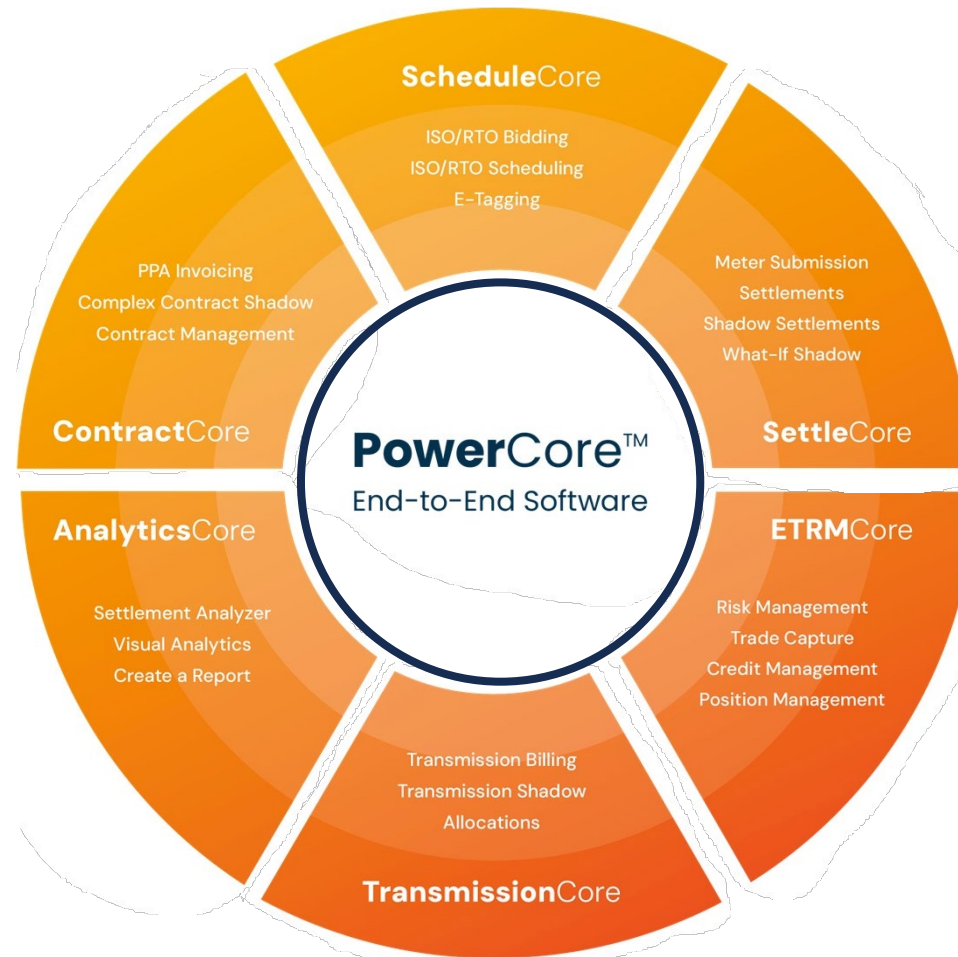 ScheduleCore
ISO/RTO Bidding
ISO/RTO Scheduling
E-Tagging
Meter Submission
Settlements
Shadow Settlements
What-If Shadow
SettleCore
ETRMCore
Risk Management
Trade Capture
Credit Management
Position Management
Transmission Billing
Transmission Shadow
Allocations
TransmissionCore
AnalyticsCore
Settlement Analyzer
Visual Analytics
Create a Report
PPA Invoicing
Complex Contract Shadow
Contract Management
ContractCore
PowerCore™
End-to-End Software